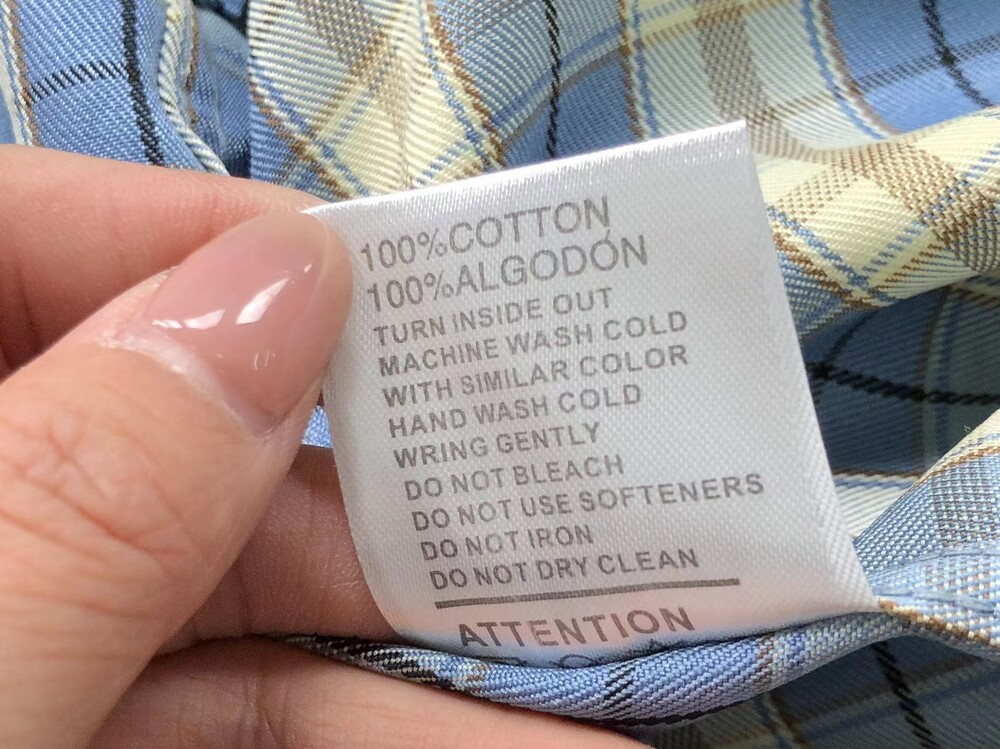 100%COTTON
100%ALGODÓN
TURN INSIDE OUT
MACHINE WASH COLD
WITH SIMILAR COLOR
HAND WASH COLD
WRING GENTLY
DO NOT BLEACH
DO NOT USE SOFTENERS
DO NOT IRON
DO NOT DRY CLEAN
ATTENTION